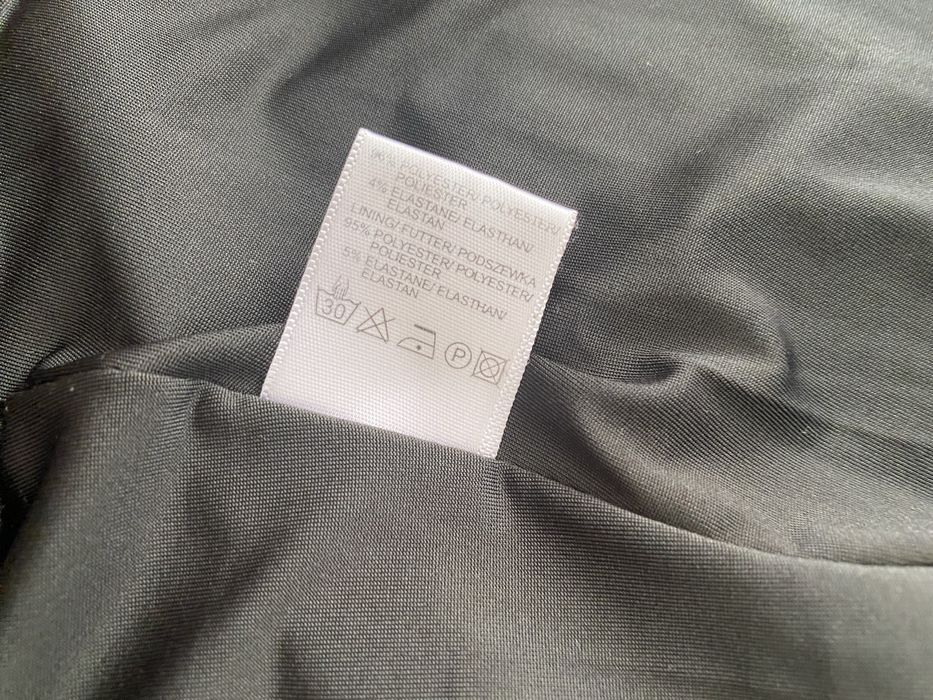 96% POLYESTER/ POLYESTER/
POLIESTER
4% ELASTANE/ ELASTHAN/
ELASTAN
LINING/ FUTTER/ PODSZEWKA
95% POLYESTER/ POLYESTER/
POLIESTER
5% ELASTANE/ ELASTHAN/
ELASTAN
30 P